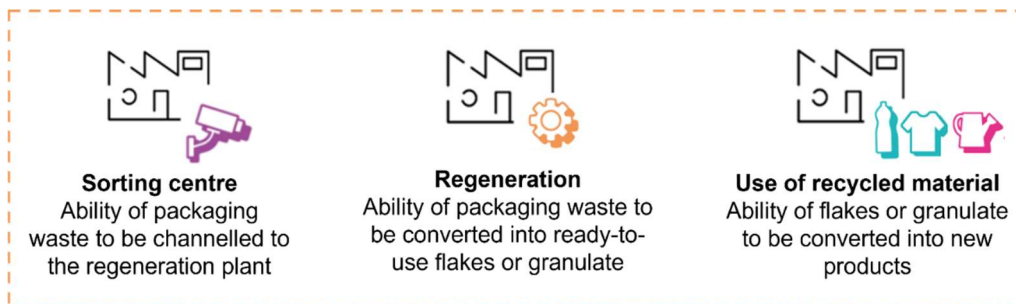 Sorting centre
Ability of packaging
waste to be channelled to
the regeneration plant
Regeneration
Ability of packaging waste to
be converted into ready-to-
use flakes or granulate
Use of recycled material
Ability of flakes or granulate
to be converted into new
products